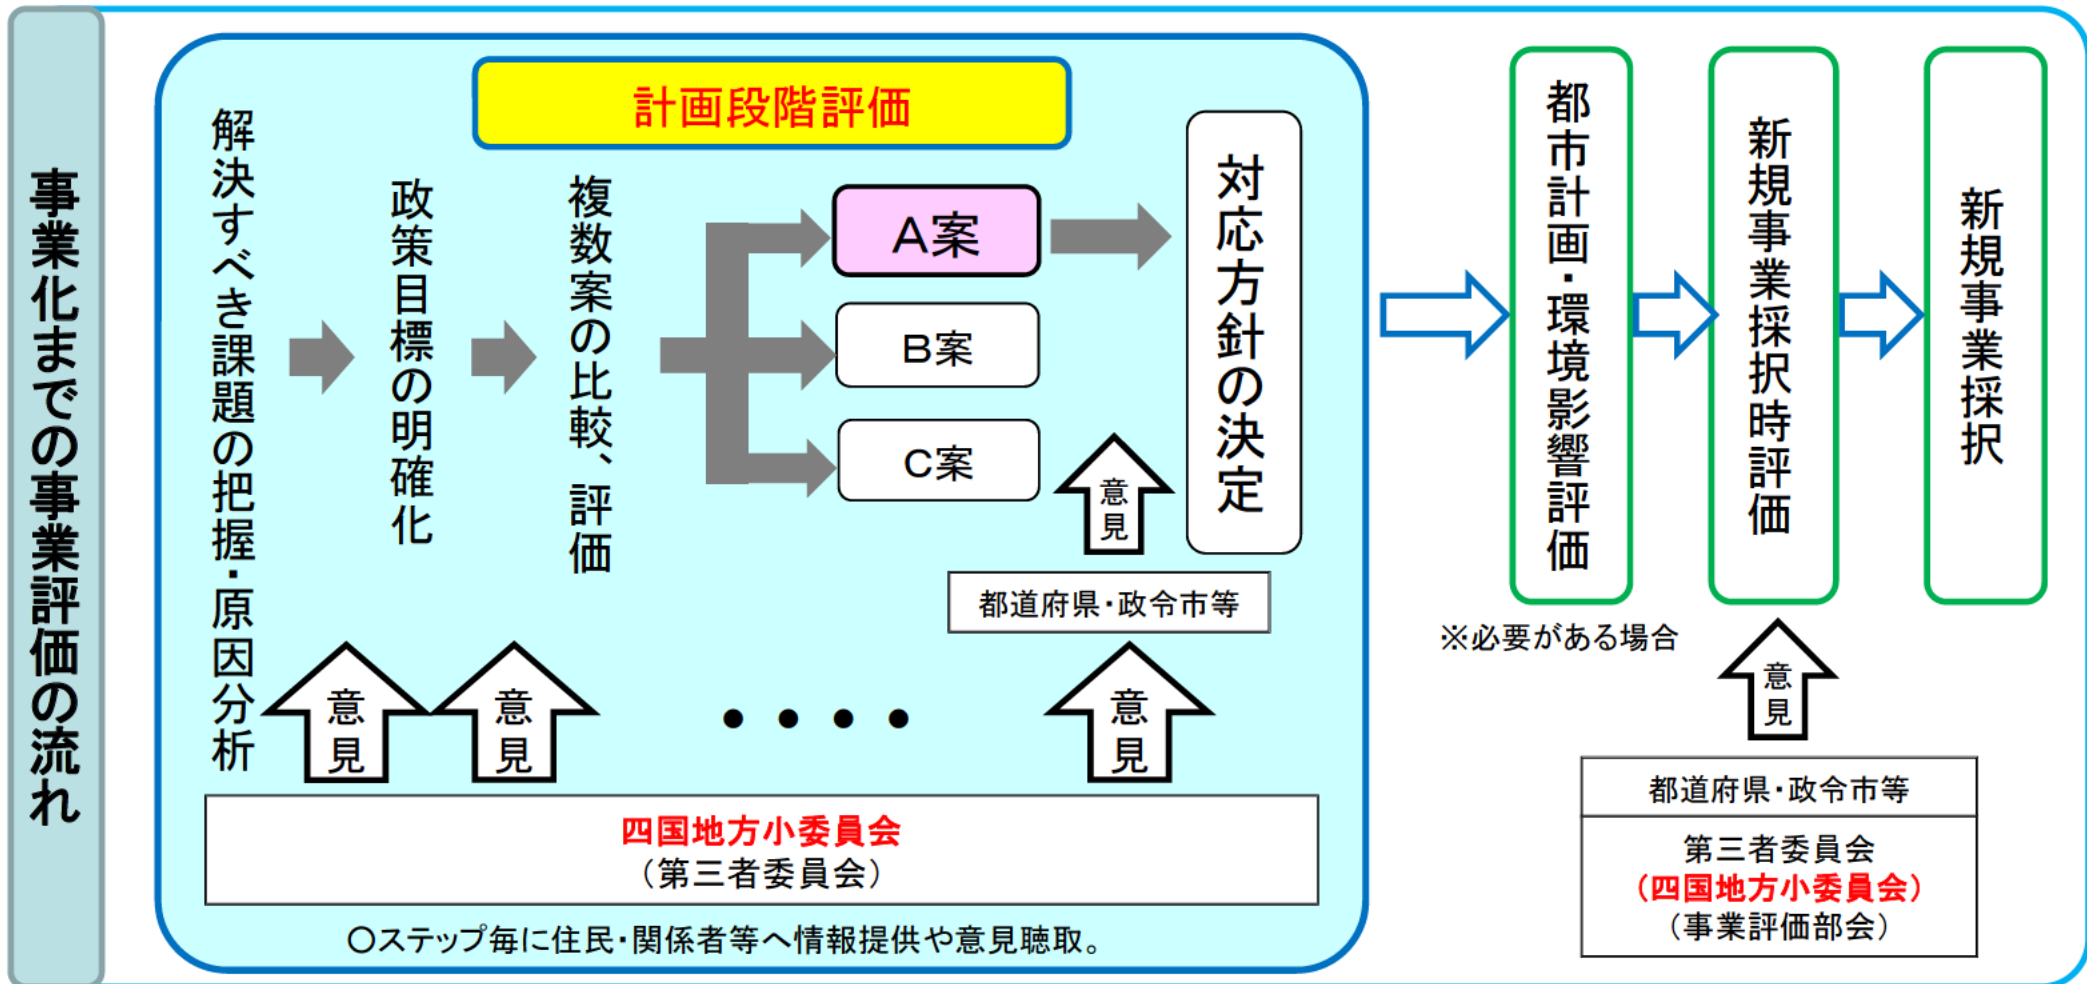 事業化までの事業評価の流れ
計画段階評価
解決すべき課題の把握・原因分析
政策目標の明確化
複数案の比較、評価
A案
B案
C案
対応方針の決定
意見
都道府県・政令市等
意見
意見
・・・・
意見
四国地方小委員会
（第三者委員会）
〇ステップ毎に住民・関係者等へ情報提供や意見聴取。
都市計画・環境影響評価
※必要がある場合
新規事業採択時評価
新規事業採択
意見
都道府県・政令市等
第三者委員会
（四国地方小委員会）
（事業評価部会）